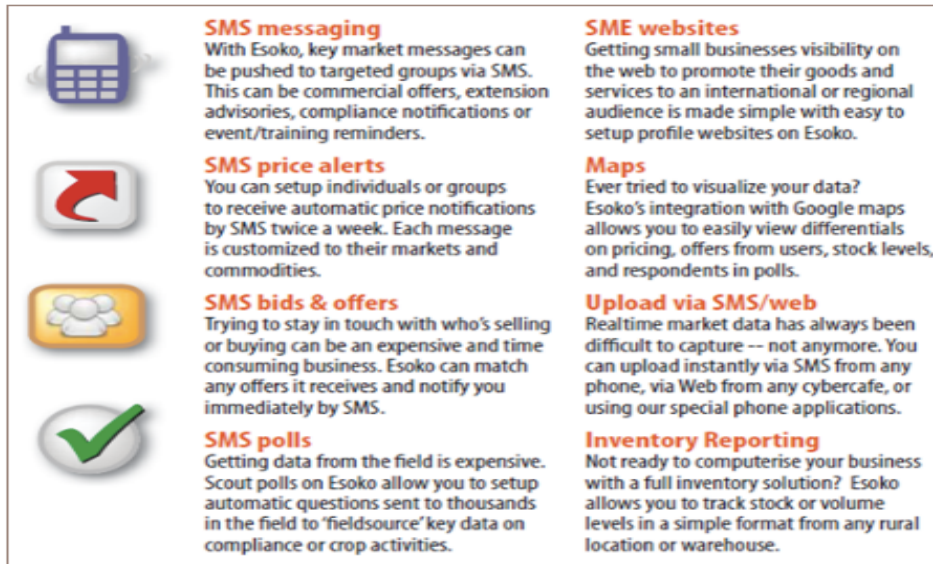 SMS messaging
With Esoko, key market messages can
be pushed to targeted groups via SMS.
This can be commercial offers, extension
advisories, compliance notifications or
event/training reminders.
SMS price alerts
You can setup individuals or groups
to receive automatic price notifications
by SMS twice a week. Each message
is customized to their markets and
commodities.
SMS bids & offers
Trying to stay in touch with who's selling
or buying can be an expensive and time
consuming business. Esoko can match
any offers it receives and notify you
immediately by SMS.
SMS polls
Getting data from the field is expensive.
Scout polls on Esoko allow you to setup
automatic questions sent to thousands
in the field to 'fieldsource' key data on
compliance or crop activities.
SME websites
Getting small businesses visibility on
the web to promote their goods and
services to an international or regional
audience is made simple with easy to
setup profile websites on Esoko.
Maps
Ever tried to visualize your data?
Esoko's integration with Google maps
allows you to easily view differentials
on pricing, offers from users, stock levels,
and respondents in polls.
Upload via SMS/web
Realtime market data has always been
difficult to capture -- not anymore. You
can upload instantly via SMS from any
phone, via Web from any cybercafe, or
using our special phone applications.
Inventory Reporting
Not ready to computerise your business
with a full inventory solution? Esoko
allows you to track stock or volume
levels in a simple format from any rural
location or warehouse.